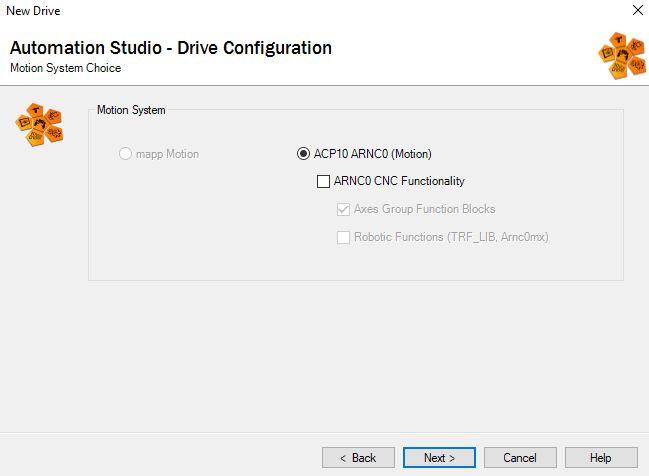 New Drive
Automation Studio - Drive Configuration
Motion System Choice
Motion System
mapp Motion
ACP10 ARNC0 (Motion)
ARNC0 CNC Functionality
Axes Group Function Blocks
Robotic Functions (TRF_LIB, Arnc0mx)
< Back
Next >
Cancel
Help